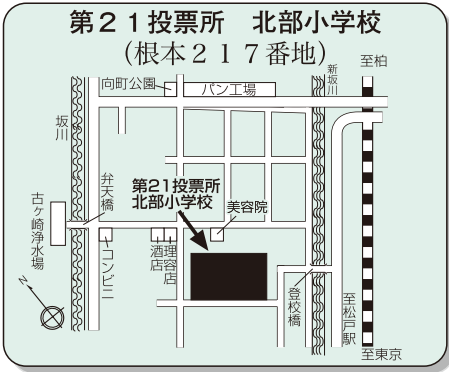 第２１投票所　北部小学校
（根本２１７番地）
至柏
向町公園
パン工場
新坂川
坂川
弁天橋
第21投票所
北部小学校
美容院
古ヶ崎浄水場
コンビニ
酒店
理容店
登校橋
至松戸駅
N
至東京